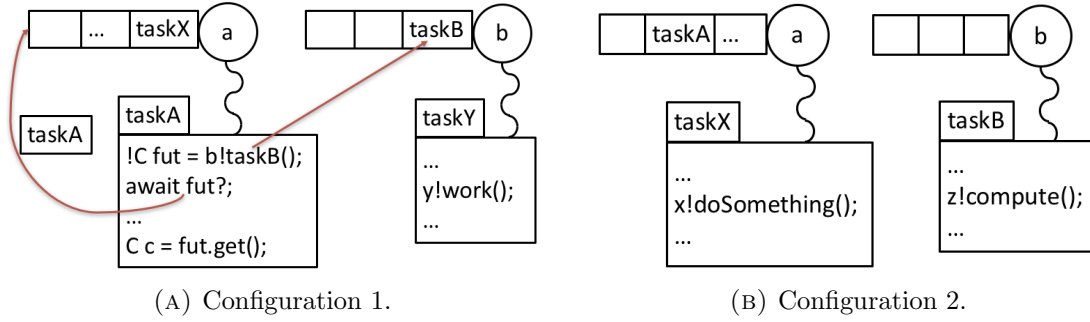 ... taskX a
taskB b
taskA ... a
b
taskA
taskA
!C fut = b!taskB();
await fut?;
...
C c = fut.get();
taskY
...
y!work();
...
taskX
...
x!doSomething();
...
taskB
...
z!compute();
...
(A) Configuration 1.
(B) Configuration 2.